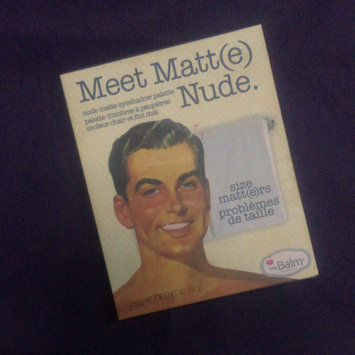 Meet Matt(e)
Nude.
nude matte eyeshadow palette
palette d'ombres à paupières
couleur chair et fini mat
size
matt(e)rs
problèmes
de taille
theBalm